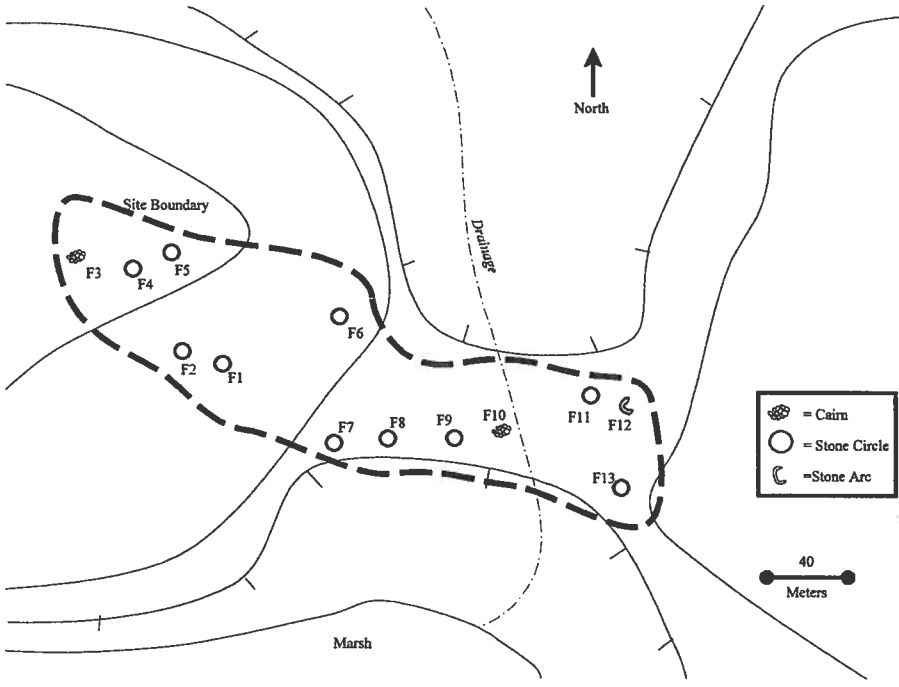 North
Site Boundary
Drainage
F3
F4
F5
F6
F2
F1
F7
F8
F9
F10
F11
F12
F13
= Cairn
= Stone Circle
=Stone Arc
40
Meters
Marsh